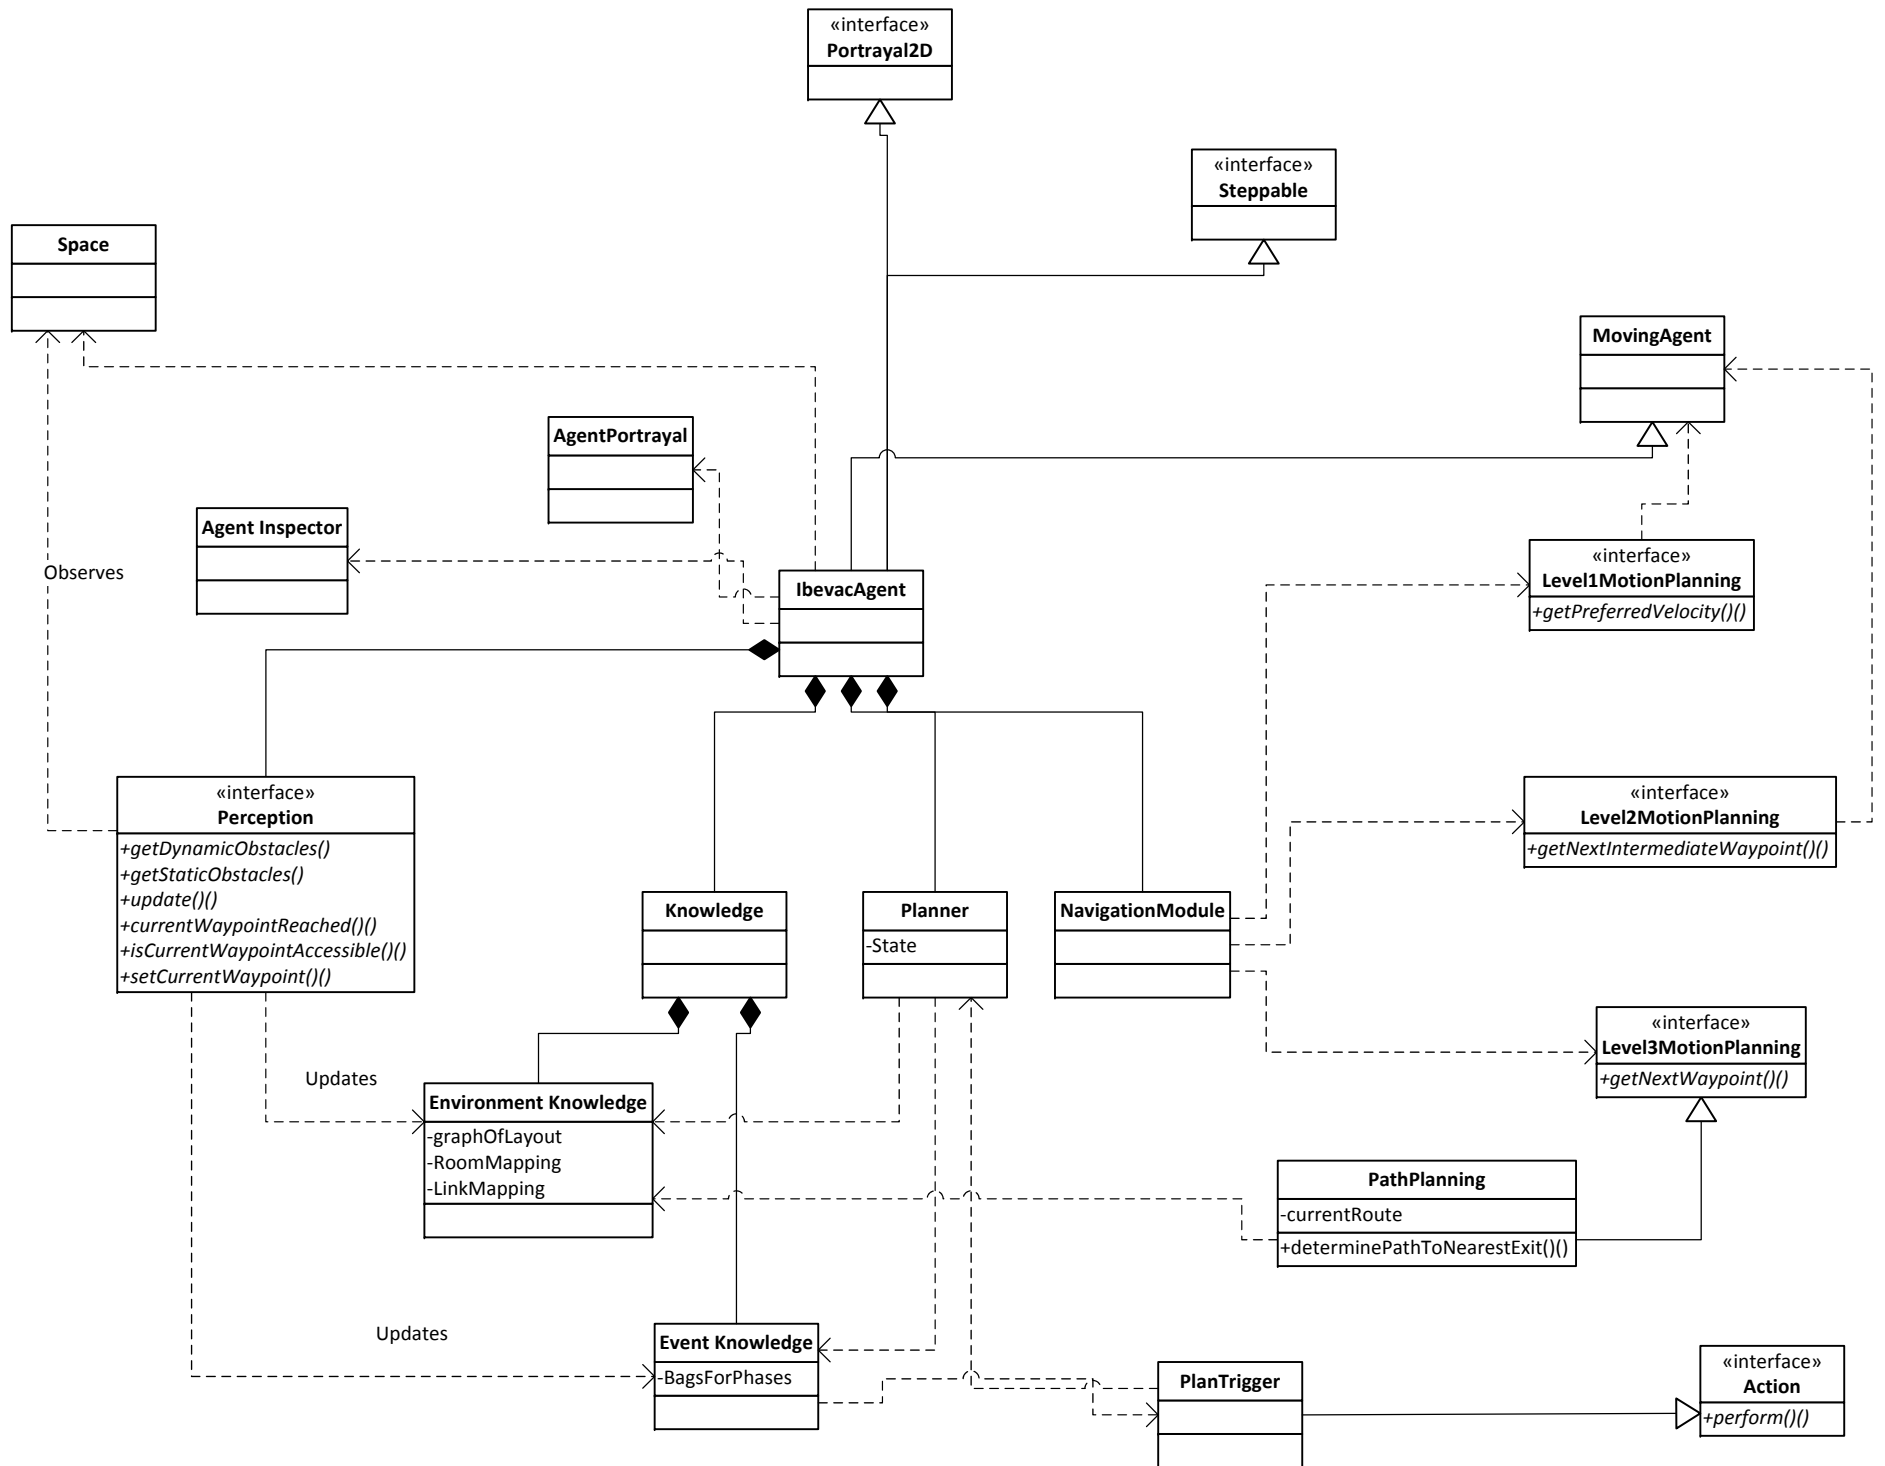 «interface»
Portrayal2D
«interface»
Steppable
Space
MovingAgent
AgentPortrayal
Agent Inspector
Observes
«interface»
Level1MotionPlanning
+getPreferredVelocity()()
IbevacAgent
«interface»
Perception
+getDynamicObstacles()
+getStaticObstacles()
+update()()
+currentWaypointReached()()
+isCurrentWaypointAccessible()()
+setCurrentWaypoint()()
«interface»
Level2MotionPlanning
+getNextIntermediateWaypoint()()
Knowledge
Planner
-State
NavigationModule
«interface»
Level3MotionPlanning
+getNextWaypoint()()
Updates
Environment Knowledge
-graphOfLayout
-RoomMapping
-LinkMapping
PathPlanning
-currentRoute
+determinePathToNearestExit()()
Updates
Event Knowledge
-BagsForPhases
PlanTrigger
«interface»
Action
+perform()()